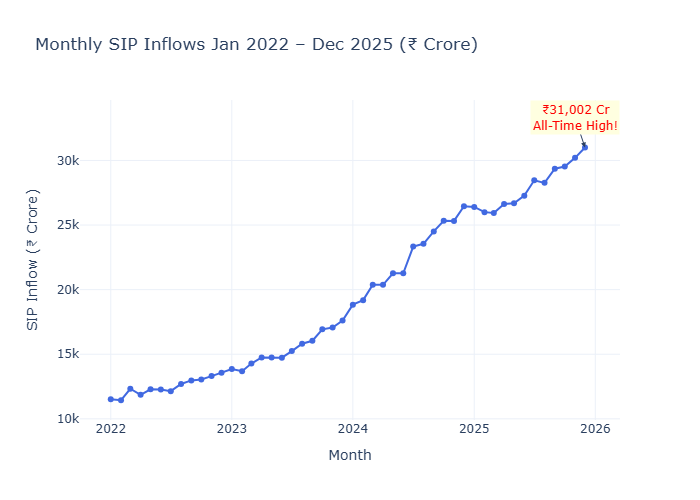 Monthly SIP Inflows Jan 2022 – Dec 2025 (₹ Crore)
₹31,002 Cr
All-Time High!
30k
25k
20k
15k
10k
SIP Inflow (₹ Crore)
2022 2023 2024 2025 2026
Month